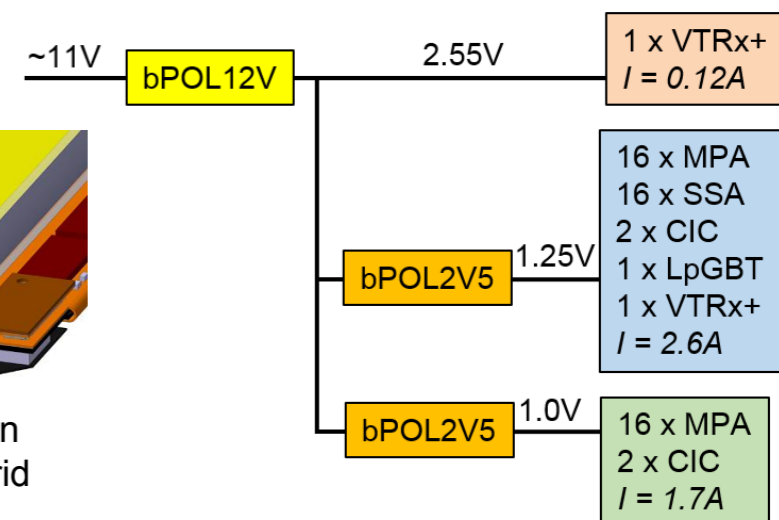 ~11V
bPOL12V
2.55V
1 x VTRx+
I = 0.12A
16 x MPA
16 x SSA
2 x CIC
1 x LpGBT
1 x VTRx+
I = 2.6A
bPOL2V5
1.25V
bPOL2V5
1.0V
16 x MPA
2 x CIC
I = 1.7A
n
rid